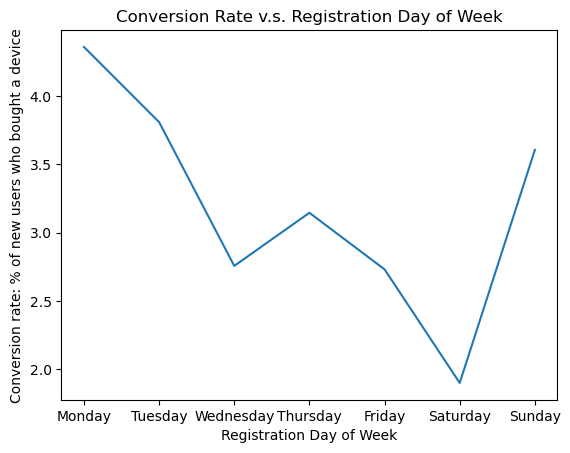 Conversion Rate v.s. Registration Day of Week
Conversion rate: % of new users who bought a device
4.0
3.5
3.0
2.5
2.0
Monday Tuesday Wednesday Thursday Friday Saturday Sunday
Registration Day of Week